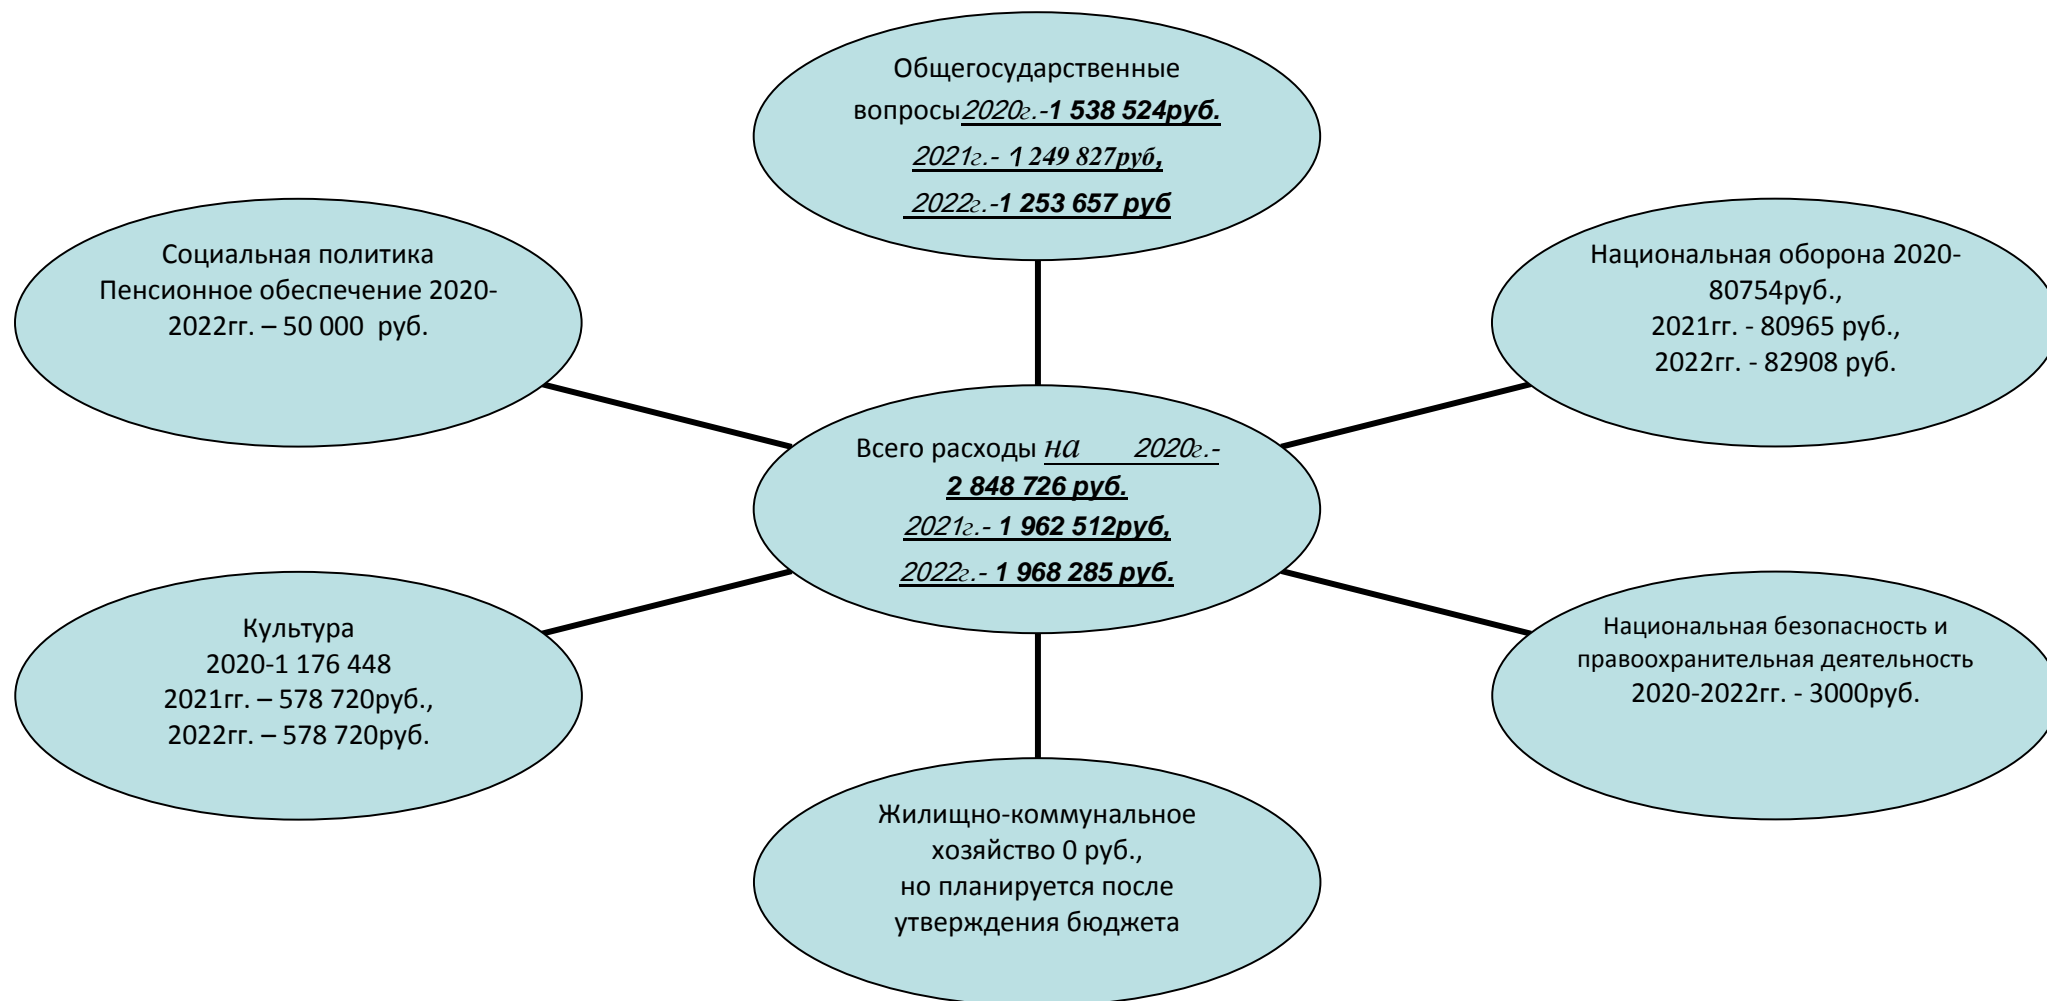 Общегосударственные
вопросы2020г.-1 538 524руб.
2021г.- 1 249 827руб,
2022г.-1 253 657 руб
Социальная политика
Пенсионное обеспечение 2020-
2022гг. – 50 000 руб.
Национальная оборона 2020-
80754руб.,
2021гг. - 80965 руб.,
2022гг. - 82908 руб.
Всего расходы на 2020г.-
2 848 726 руб.
2021г.- 1 962 512руб,
2022г.- 1 968 285 руб.
Культура
2020-1 176 448
2021гг. – 578 720руб.,
2022гг. – 578 720руб.
Национальная безопасность и
правоохранительная деятельность
2020-2022гг. - 3000руб.
Жилищно-коммунальное
хозяйство 0 руб.,
но планируется после
утверждения бюджета